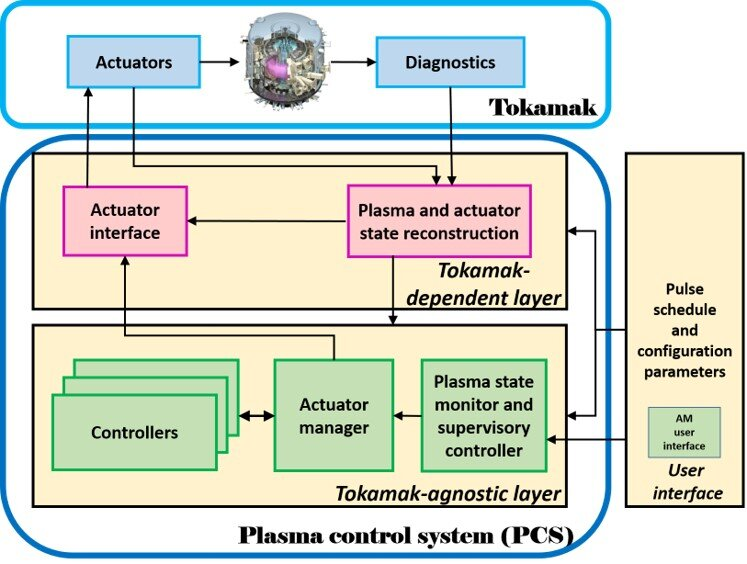 Actuators
Diagnostics
Tokamak
Actuator
interface
Plasma and actuator
state reconstruction
Tokamak-
dependent layer
Controllers
Actuator
manager
Plasma state
monitor and
supervisory
controller
Tokamak-agnostic layer
Plasma control system (PCS)
Pulse
schedule
and
configuration
parameters
AM
user
interface
User
interface